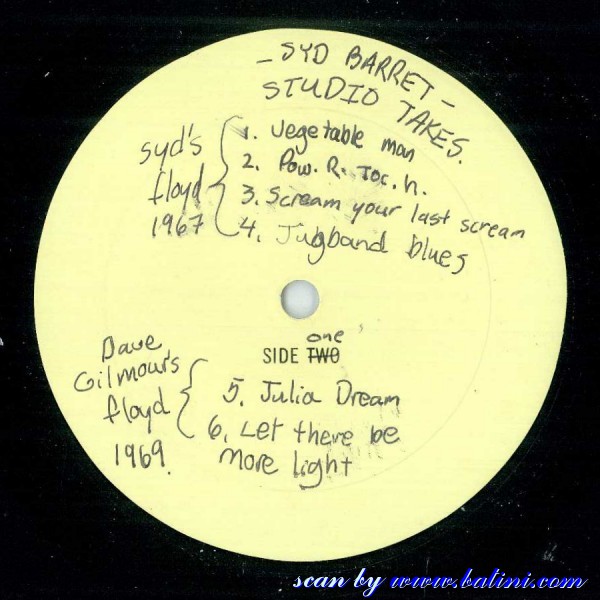 - SYD BARRET -
STUDIO TAKES.
syd's
floyd
1967
1. Vegetable man
2. Pow. R. Toc. h.
3. Scream your last scream
4. Jugband blues
one
SIDE TWO
Dave
Gilmours
floyd
1969.
5. Julia Dream
6. Let there be
More light
scan by www.batini.com